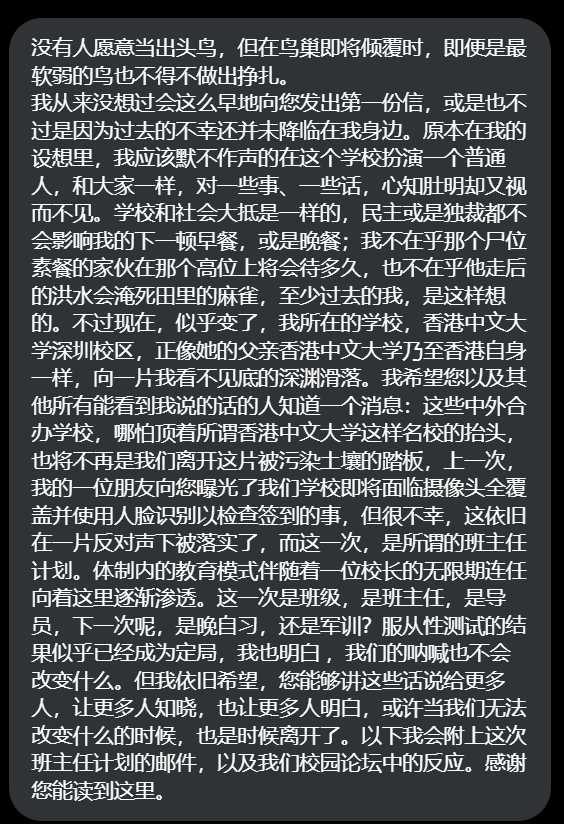 没有人愿意当出头鸟，但在鸟巢即将倾覆时，即便是最
软弱的鸟也不得不做出挣扎。
我从来没想过会这么早地向您发出第一份信，或是也不
过是因为过去的不幸还并未降临在我身边。原本在我的
设想里，我应该默不作声的在这个学校扮演一个普通
人，和大家一样，对一些事、一些话，心知肚明却又视
而不见。学校和社会大抵是一样的，民主或是独裁都不
会影响我的下一顿早餐，或是晚餐；我不在乎那个尸位
素餐的家伙在那个高位上将会待多久，也不在乎他走后
的洪水会淹死田里的麻雀，至少过去的我，是这样想
的。不过现在，似乎变了，我所在的学校，香港中文大
学深圳校区，正像她的父亲香港中文大学乃至香港自身
一样，向一片我看不见底的深渊滑落。我希望您以及其
他所有能看到我说的话的人知道一个消息：这些中外合
办学校，哪怕顶着所谓香港中文大学这样名校的抬头，
也将不再是我们离开这片被污染土壤的踏板，上一次，
我的一位朋友向您曝光了我们学校即将面临摄像头全覆
盖并使用人脸识别以检查签到的事，但很不幸，这依旧
在一片反对声下被落实了，而这一次，是所谓的班主任
计划。体制内的教育模式伴随着一位校长的无限期连任
向着这里逐渐渗透。这一次是班级，是班主任，是导
员，下一次呢，是晚自习，还是军训？服从性测试的结
果似乎已经成为定局，我也明白 ，我们的呐喊也不会
改变什么。但我依旧希望，您能够讲这些话说给更多
人，让更多人知晓，也让更多人明白，或许当我们无法
改变什么的时候，也是时候离开了。以下我会附上这次
班主任计划的邮件，以及我们校园论坛中的反应。感谢
您能读到这里。